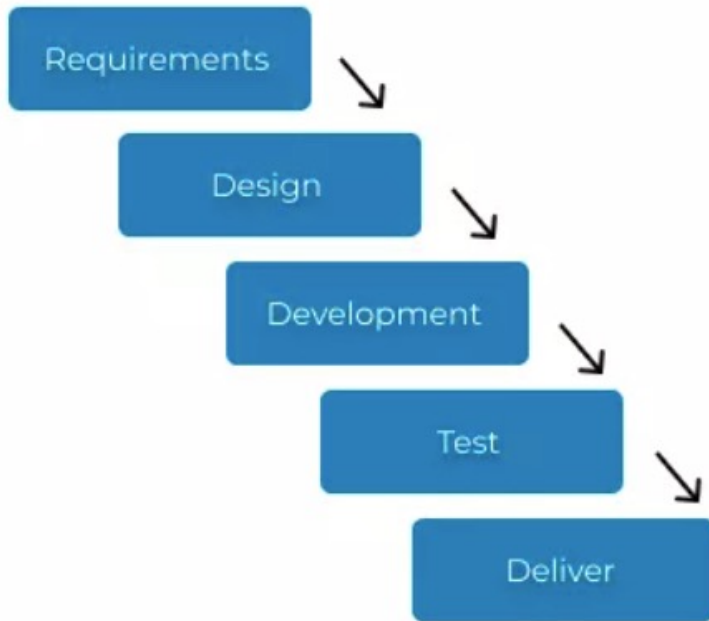 Requirements
Design
Development
Test
Deliver